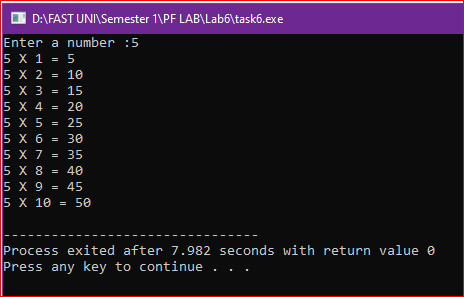 D:\FAST UNI\Semester 1\PF LAB\Lab6\task6.exe
Enter a number :5
5 X 1 = 5
5 X 2 = 10
5 X 3 = 15
5 X 4 = 20
5 X 5 = 25
5 X 6 = 30
5 X 7 = 35
5 X 8 = 40
5 X 9 = 45
5 X 10 = 50
--------------------------------
Process exited after 7.982 seconds with return value 0
Press any key to continue . . .